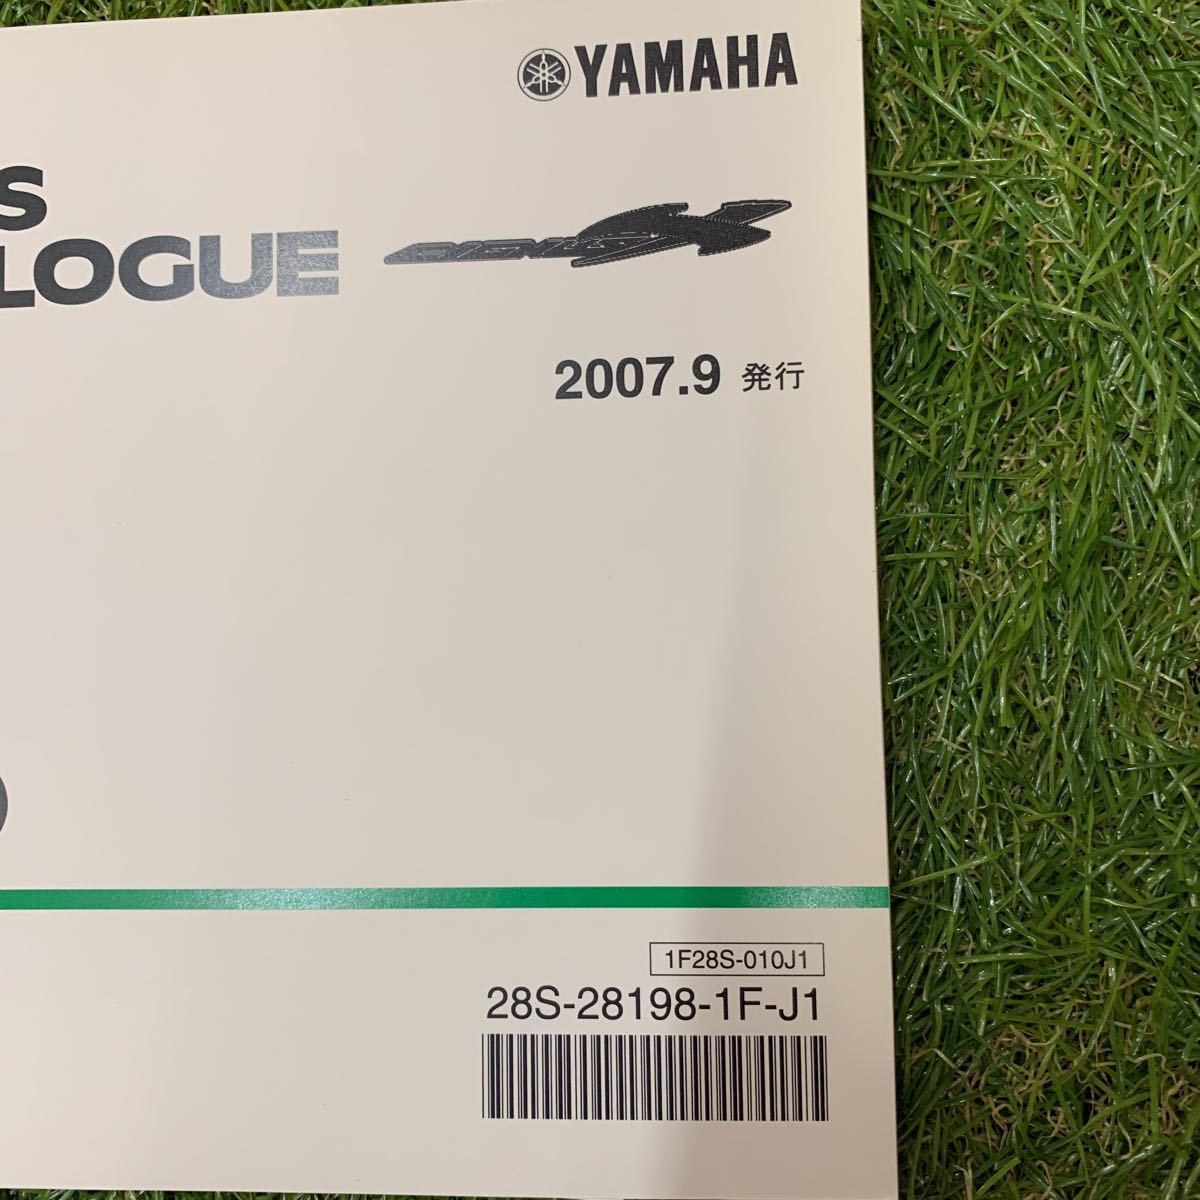 YAMAHA
S
LOGUE
2007.9 発行
1F28S-010J1
28S-28198-1F-J1